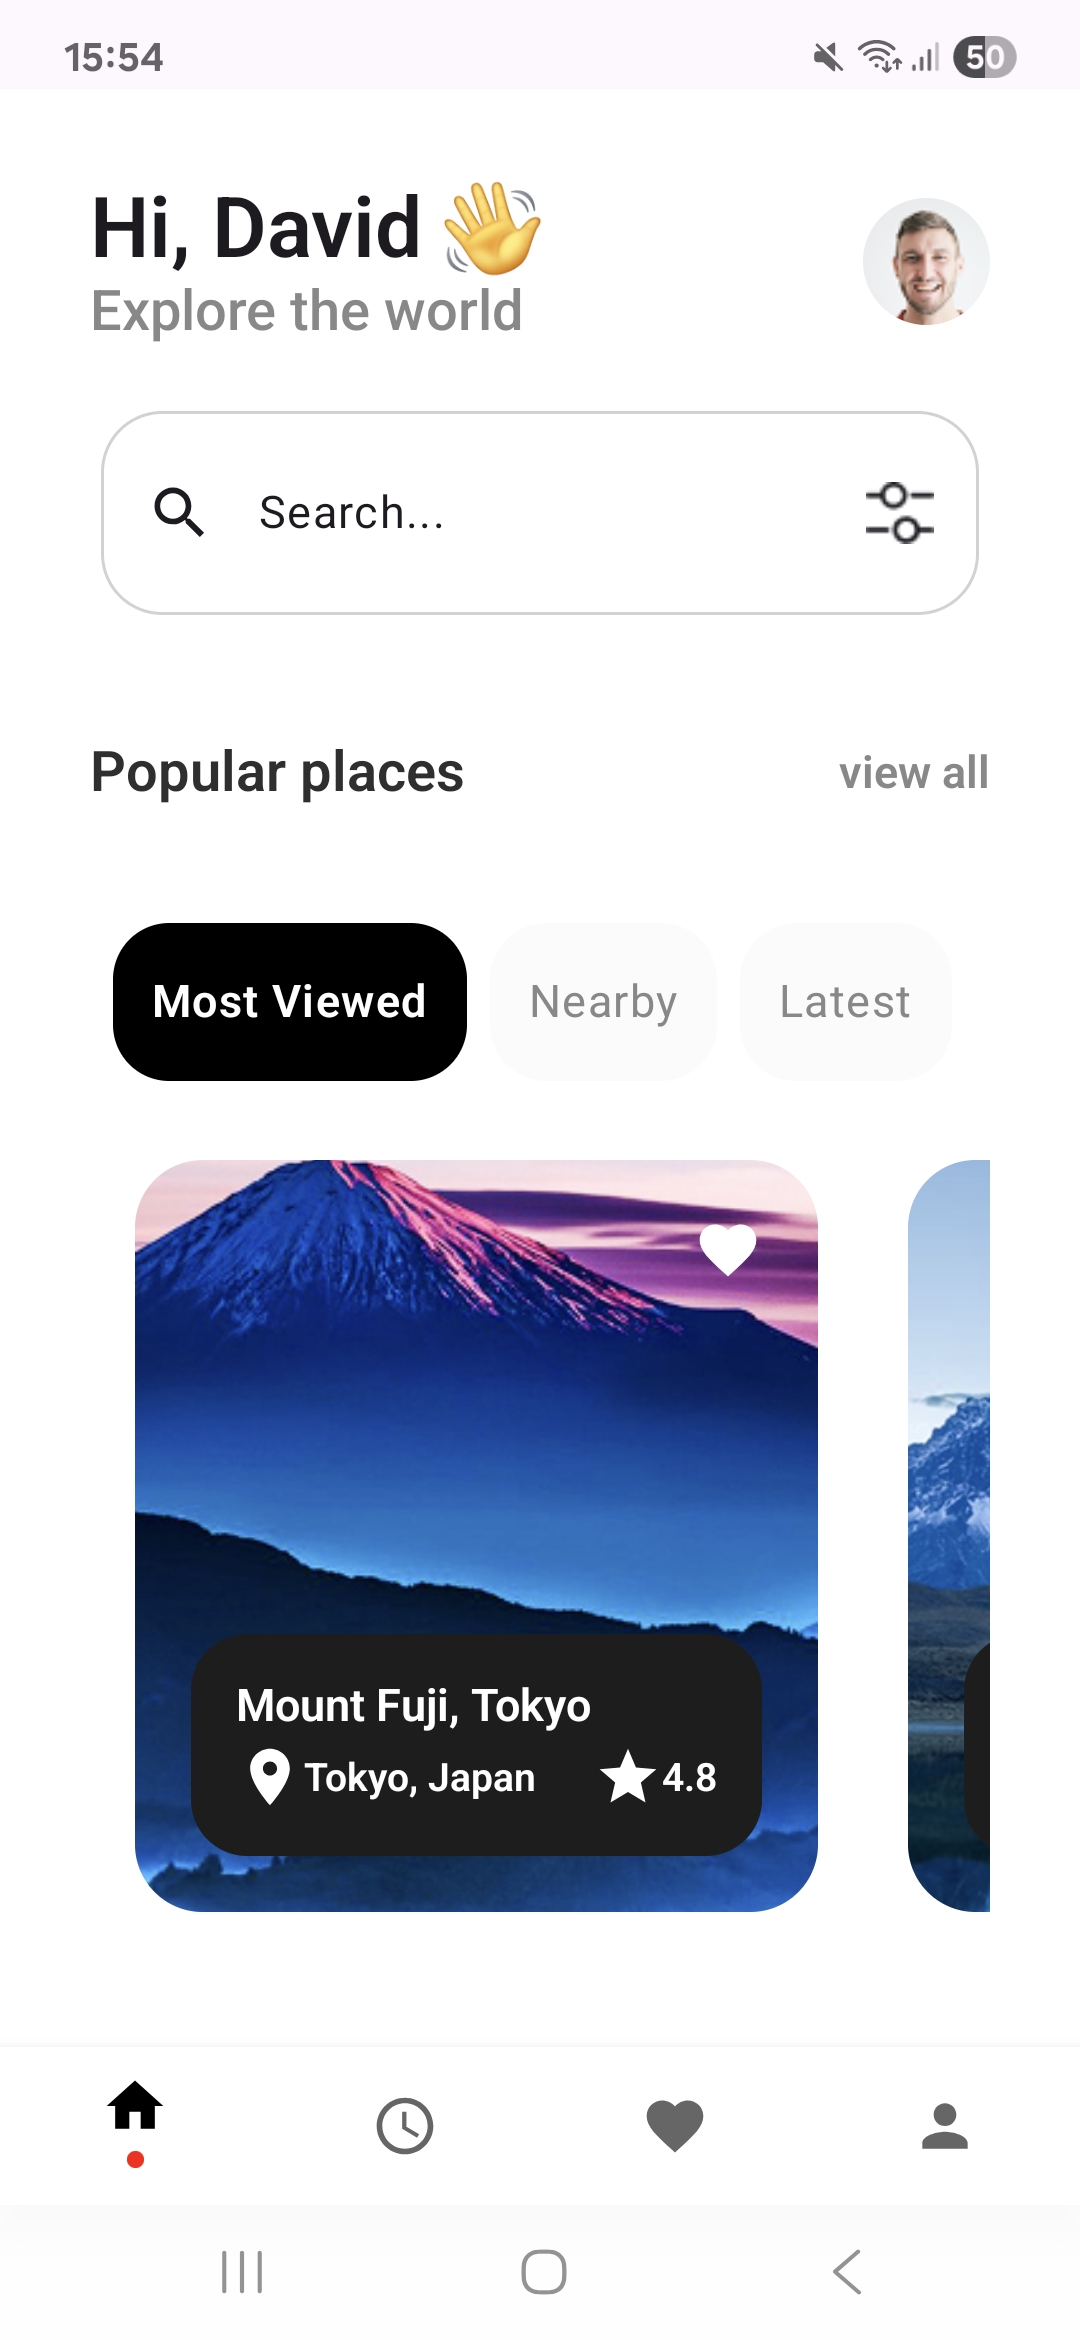 15:54
50
Hi, David 👋
Explore the world
Search...
Popular places
view all
Most Viewed
Nearby
Latest
Mount Fuji, Tokyo
Tokyo, Japan
4.8